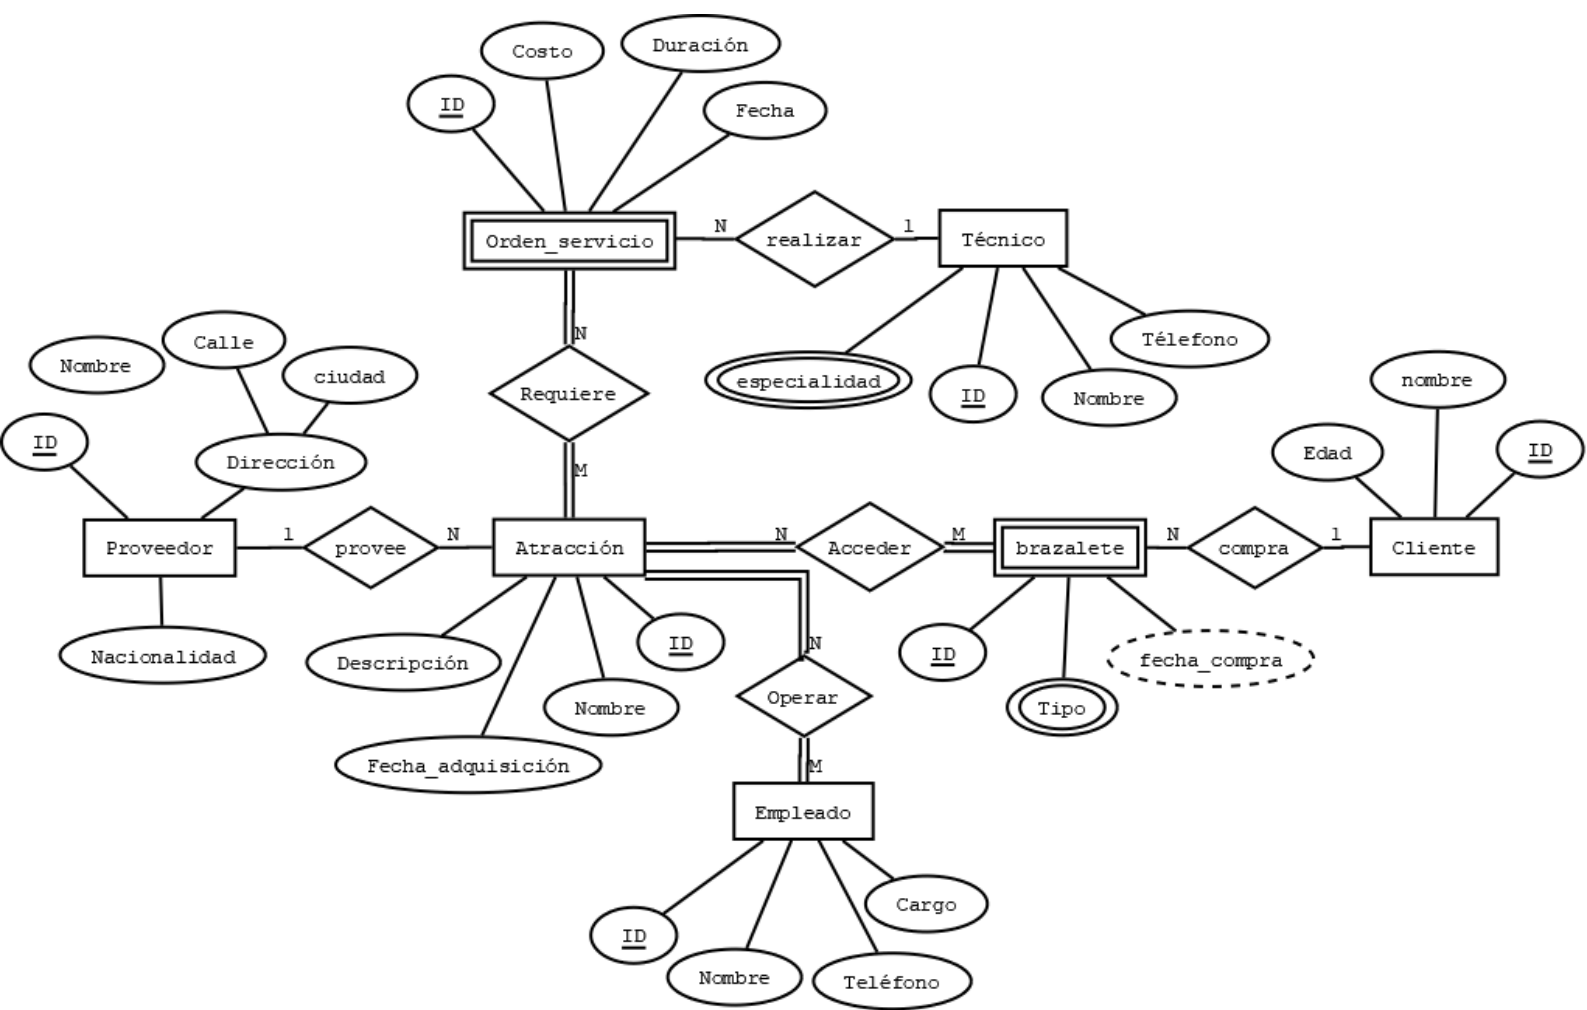 Costo
Duración
ID
Fecha
Orden_servicio
N
realizar
1
Técnico
N
Requiere
M
especialidad
ID
Nombre
Télefono
Nombre
Calle
ciudad
ID
Dirección
Proveedor
1
provee
N
Atracción
N
Acceder
M
brazalete
N
compra
1
Cliente
nombre
Edad
ID
Nacionalidad
Descripción
Fecha_adquisición
Nombre
ID
N
Operar
M
ID
Tipo
fecha_compra
Empleado
ID
Nombre
Teléfono
Cargo